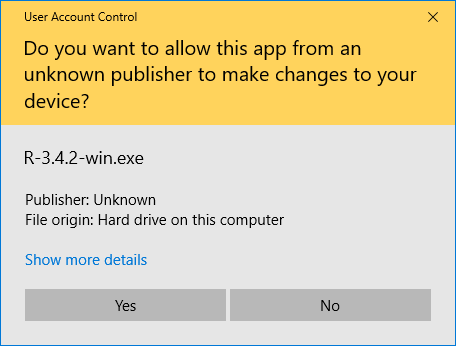 User Account Control
Do you want to allow this app from an
unknown publisher to make changes to your
device?
R-3.4.2-win.exe
Publisher: Unknown
File origin: Hard drive on this computer
Show more details
Yes No